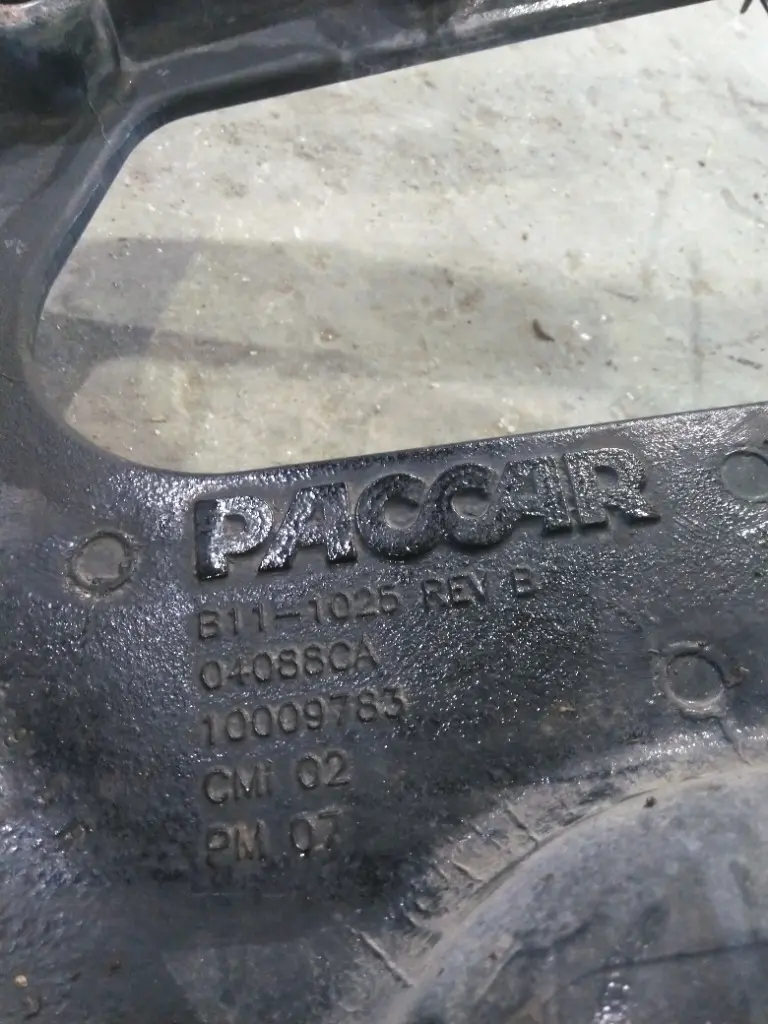 PACCAR
B11-1025 REV B
04088CA
10009783
CMI 02
PM 07